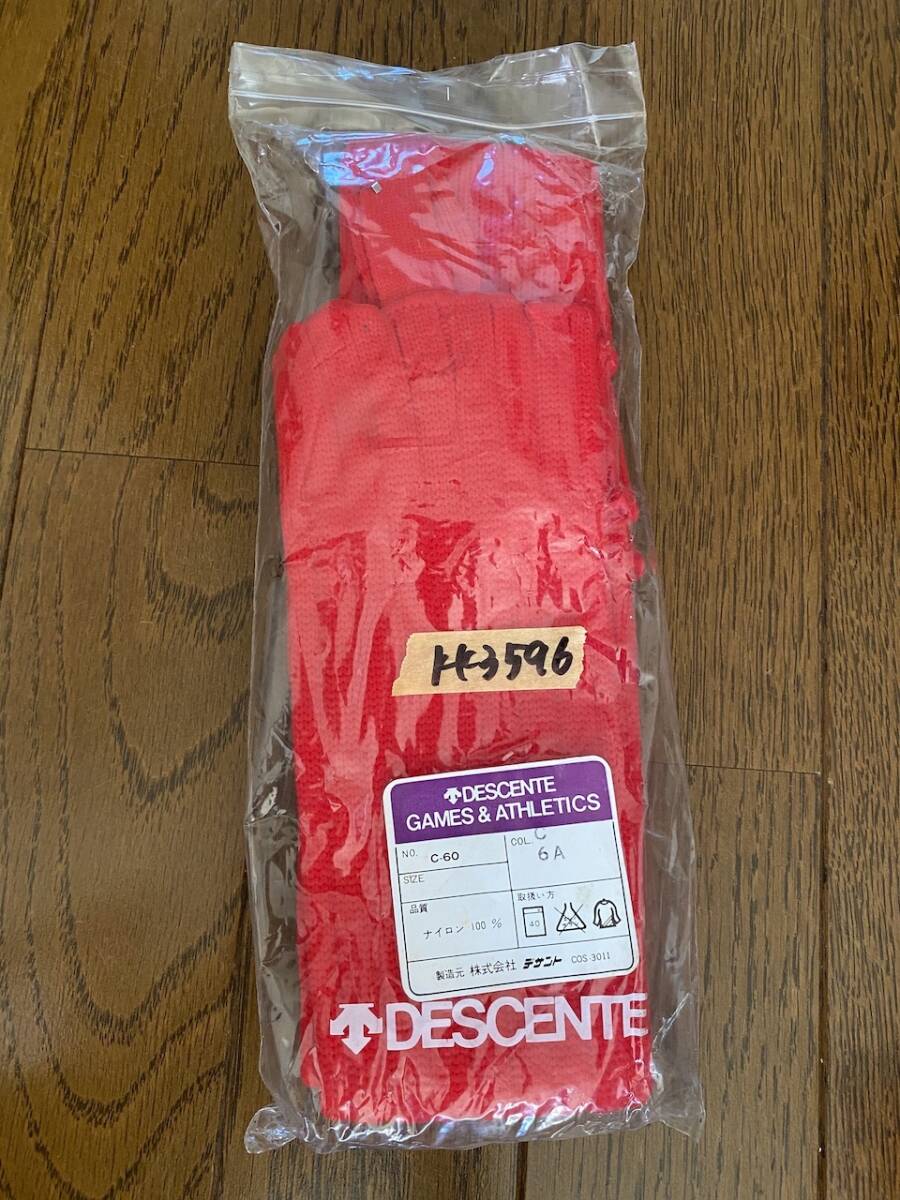 HK3596
DESCENTE
GAMES & ATHLETICS
NO. C-60
COL. C
6A
SIZE
品質
ナイロン 100%
取扱い方
40
製造元 株式会社 デサント COS-3011
DESCENTE